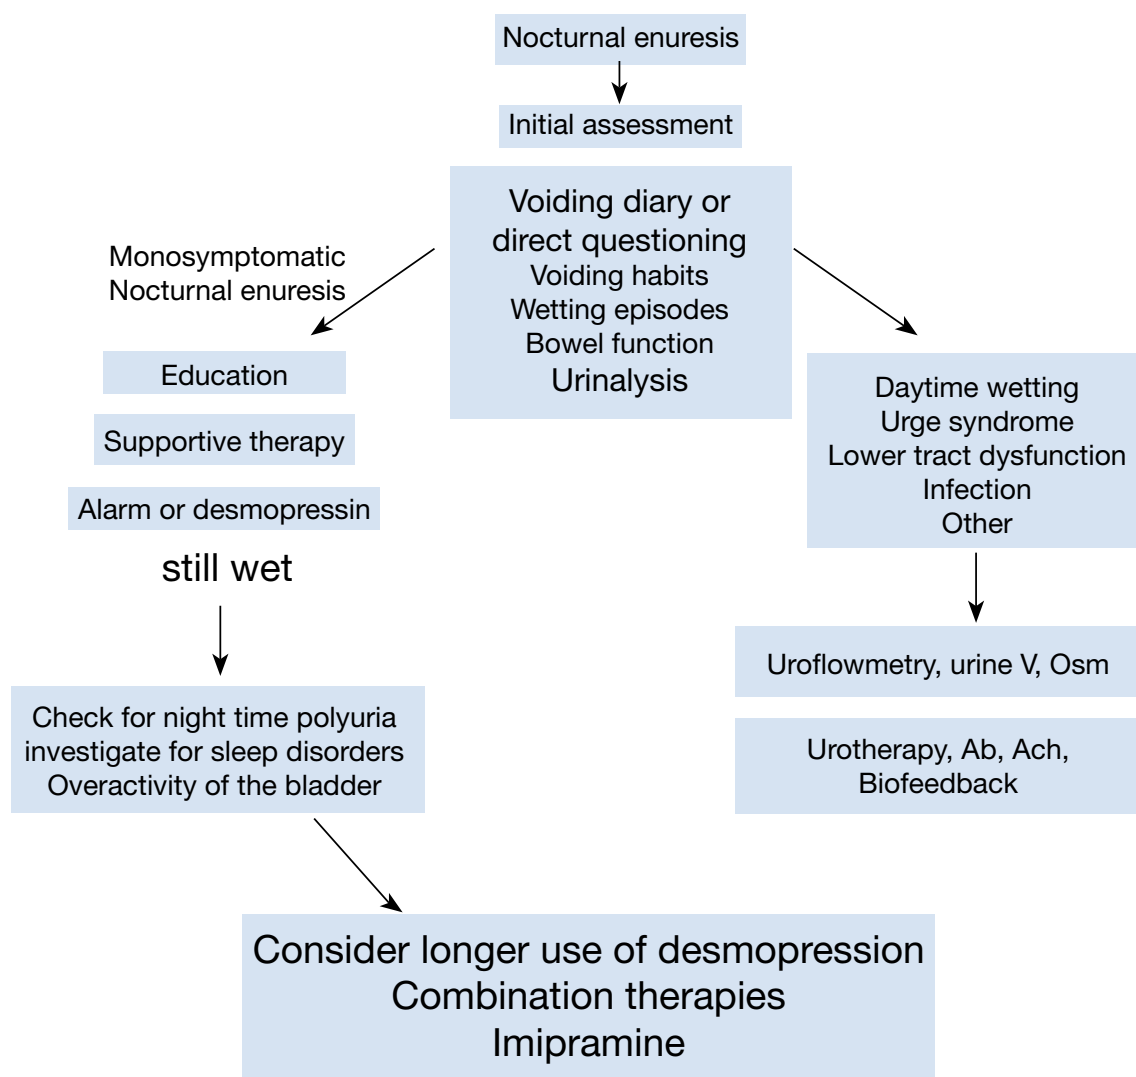 Nocturnal enuresis
Initial assessment
Voiding diary or
direct questioning
Voiding habits
Wetting episodes
Bowel function
Urinalysis
Monosymptomatic
Nocturnal enuresis
Education
Supportive therapy
Alarm or desmopressin
still wet
Check for night time polyuria
investigate for sleep disorders
Overactivity of the bladder
Daytime wetting
Urge syndrome
Lower tract dysfunction
Infection
Other
Uroflowmetry, urine V, Osm
Urotherapy, Ab, Ach,
Biofeedback
Consider longer use of desmopression
Combination therapies
Imipramine